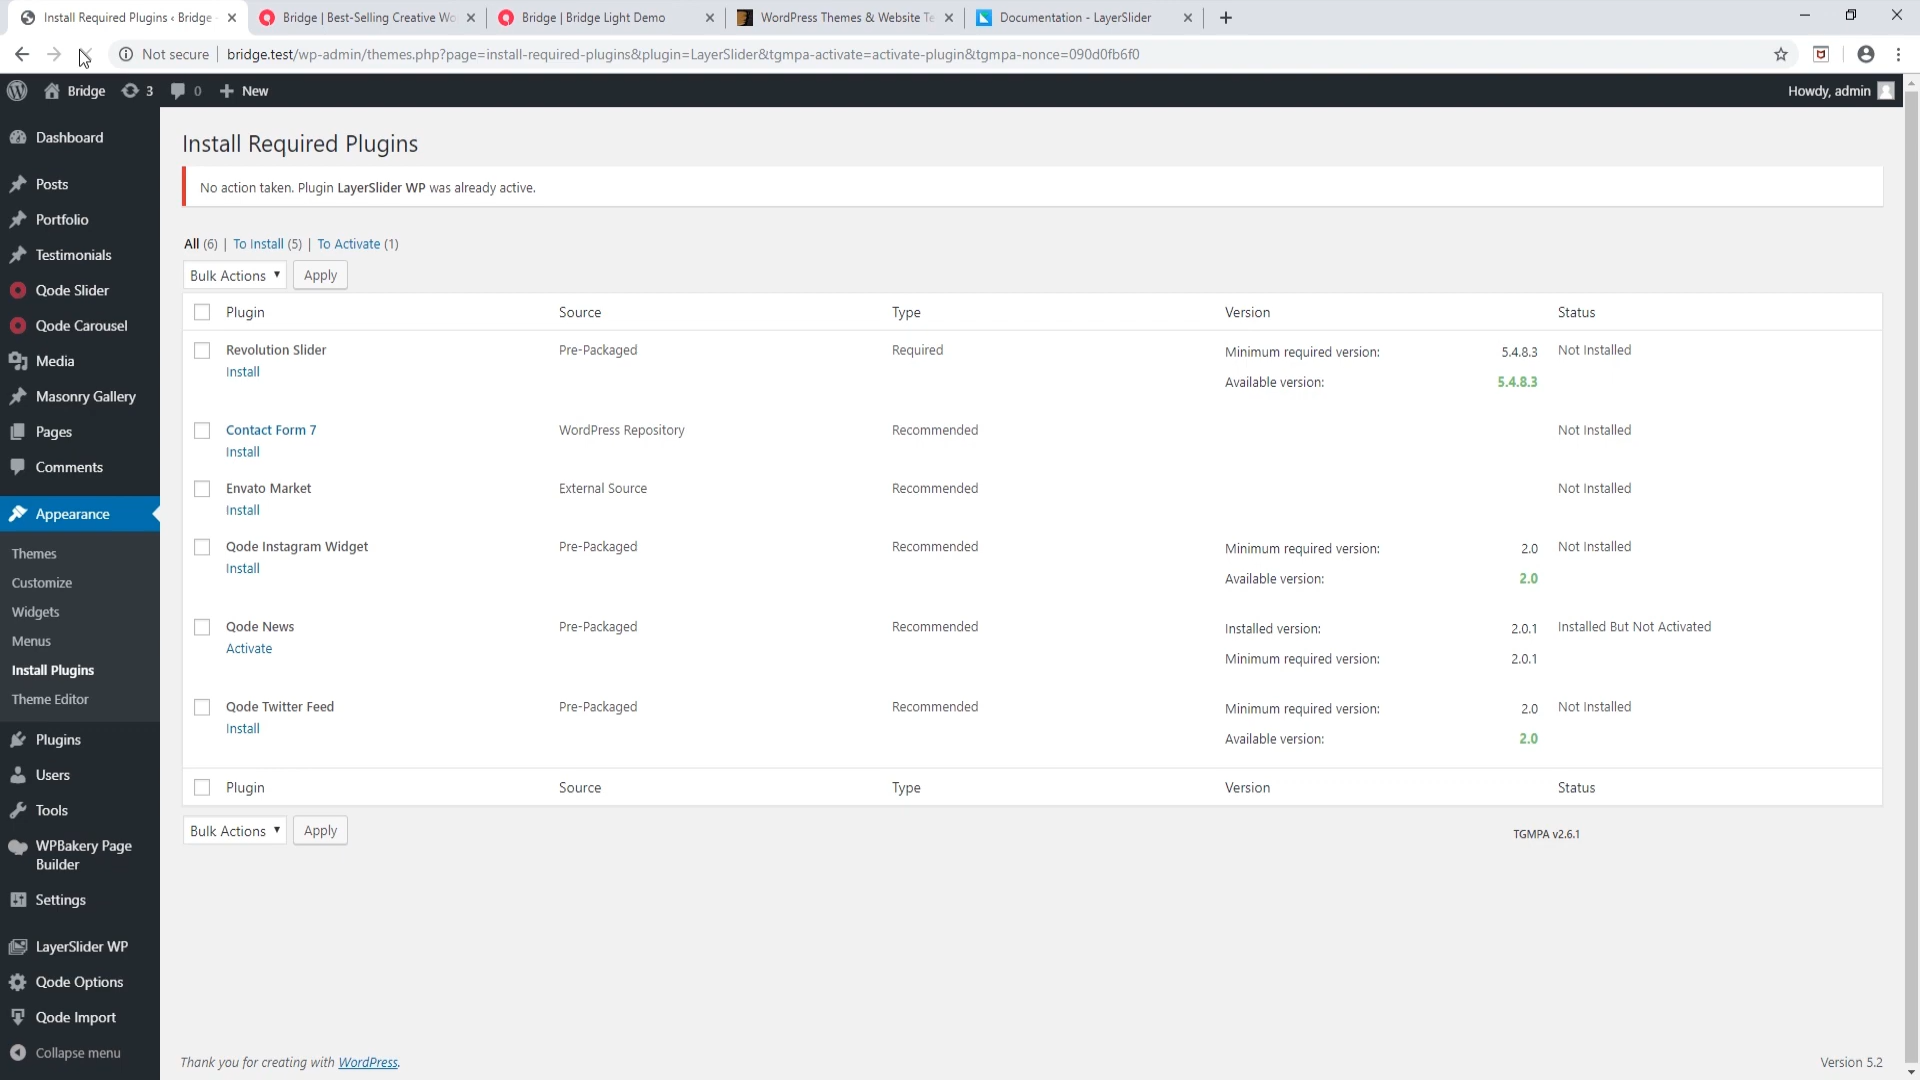 Install Required Plugins ‹ Bridge
Bridge | Best-Selling Creative Wo
Bridge | Bridge Light Demo
WordPress Themes & Website Te
Documentation - LayerSlider
Not secure
bridge.test/wp-admin/themes.php?page=install-required-plugins&plugin=LayerSlider&tgmpa-activate=activate-plugin&tgmpa-nonce=090d0fb6f0
Bridge
3
0
New
Howdy, admin
Dashboard
Posts
Portfolio
Testimonials
Qode Slider
Qode Carousel
Media
Masonry Gallery
Pages
Comments
Appearance
Themes
Customize
Widgets
Menus
Install Plugins
Theme Editor
Plugins
Users
Tools
WPBakery Page
Builder
Settings
LayerSlider WP
Qode Options
Qode Import
Collapse menu
Install Required Plugins
No action taken. Plugin LayerSlider WP was already active.
All (6) | To Install (5) | To Activate (1)
Bulk Actions Apply
Plugin Source Type Version Status
Revolution Slider Pre-Packaged Required Minimum required version: 5.4.8.3 Not Installed
Install Available version: 5.4.8.3
Contact Form 7 WordPress Repository Recommended Not Installed
Install
Envato Market External Source Recommended Not Installed
Install
Qode Instagram Widget Pre-Packaged Recommended Minimum required version: 2.0 Not Installed
Install Available version: 2.0
Qode News Pre-Packaged Recommended Installed version: 2.0.1 Installed But Not Activated
Activate Minimum required version: 2.0.1
Qode Twitter Feed Pre-Packaged Recommended Minimum required version: 2.0 Not Installed
Install Available version: 2.0
Plugin Source Type Version Status
Bulk Actions Apply
TGMPA v2.6.1
Thank you for creating with WordPress.
Version 5.2